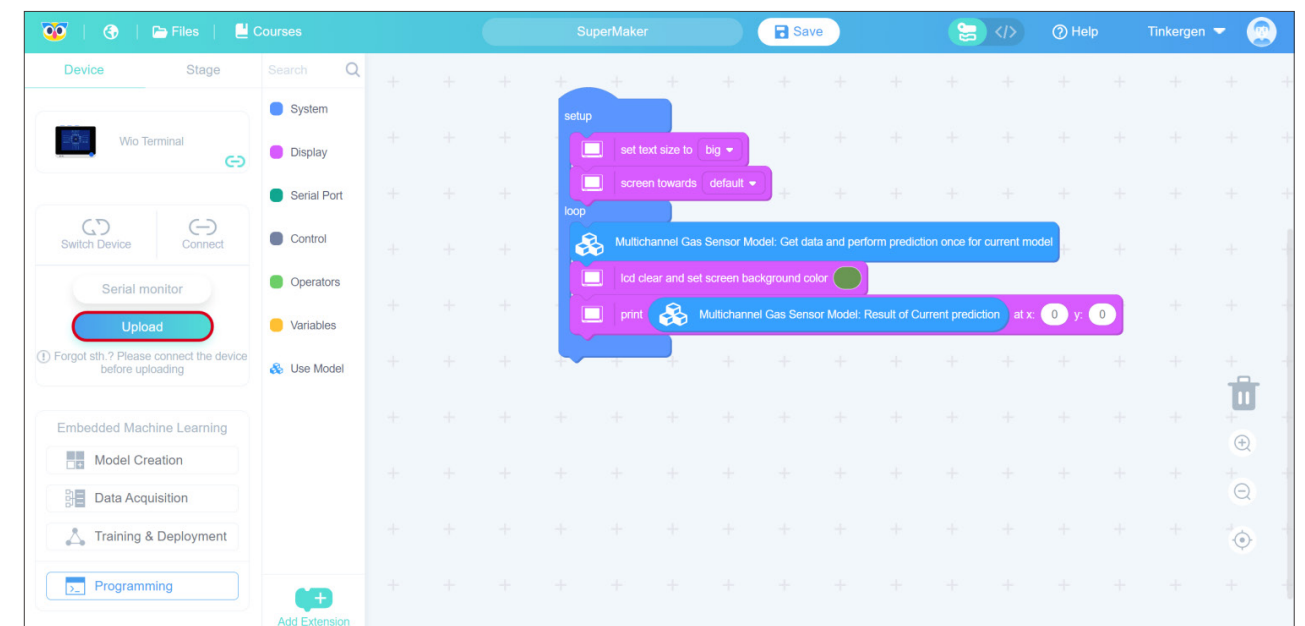 Files
Courses
SuperMaker
Save
</>
Help
Tinkergen
Device
Stage
Search
Wio Terminal
Switch Device
Connect
Serial monitor
Upload
Forgot sth.? Please connect the device
before uploading
Embedded Machine Learning
Model Creation
Data Acquisition
Training & Deployment
Programming
System
Display
Serial Port
Control
Operators
Variables
Use Model
Add Extension
setup
set text size to big
screen towards default
loop
Multichannel Gas Sensor Model: Get data and perform prediction once for current model
lcd clear and set screen background color
print Multichannel Gas Sensor Model: Result of Current prediction at x: 0 y: 0